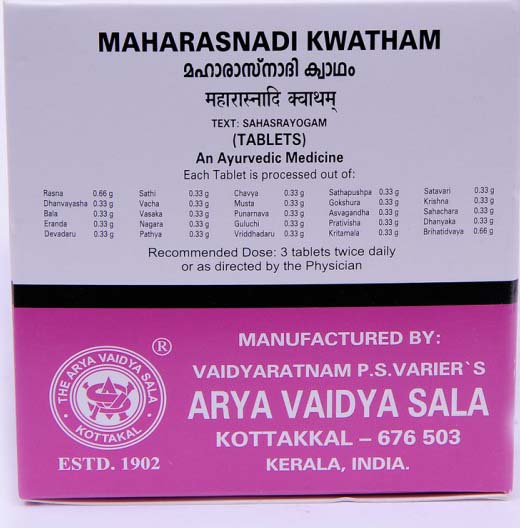 MAHARASNADI KWATHAM
മഹാരാസ്നാദി ക്വാഥം
महारास्नादि क्वाथम्
TEXT: SAHASRAYOGAM
(TABLETS)
An Ayurvedic Medicine
Each Tablet is processed out of:
Rasna 0.66 g Sathi 0.33 g Chavya 0.33 g Sathapushpa 0.33 g Satavari 0.33 g
Dhanvayasha 0.33 g Vacha 0.33 g Musta 0.33 g Gokshura 0.33 g Krishna 0.33 g
Bala 0.33 g Vasaka 0.33 g Punarnava 0.33 g Asvagandha 0.33 g Sahachara 0.33 g
Eranda 0.33 g Nagara 0.33 g Guluchi 0.33 g Prativisha 0.33 g Dhanyaka 0.33 g
Devadaru 0.33 g Pathya 0.33 g Vriddhadaru 0.33 g Kritamala 0.33 g Brihatidvaya 0.66 g
Recommended Dose: 3 tablets twice daily
or as directed by the Physician
MANUFACTURED BY:
VAIDYARATNAM P.S.VARIER`S
ARYA VAIDYA SALA
KOTTAKKAL – 676 503
KERALA, INDIA.
®
THE ARYA VAIDYA SALA
KOTTAKAL
ESTD. 1902